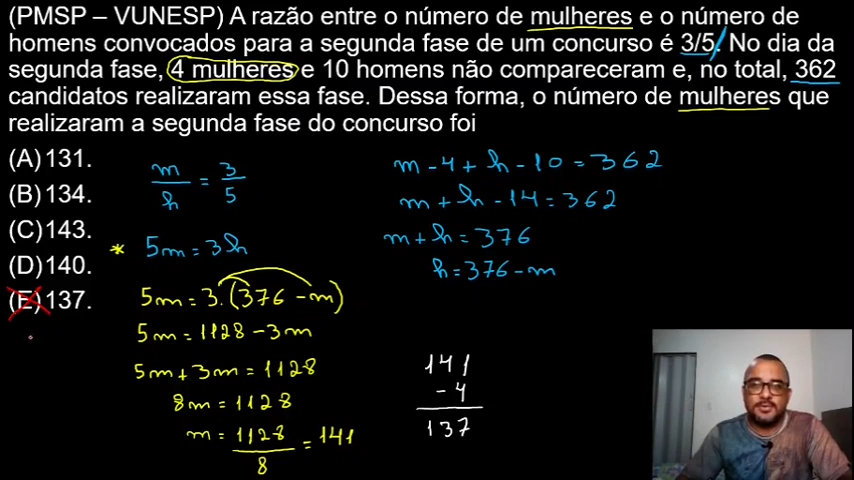 (PMSP – VUNESP) A razão entre o número de mulheres e o número de
homens convocados para a segunda fase de um concurso é 3/5. No dia da
segunda fase, 4 mulheres e 10 homens não compareceram e, no total, 362
candidatos realizaram essa fase. Dessa forma, o número de mulheres que
realizaram a segunda fase do concurso foi
(A) 131.
(B) 134.
(C) 143.
(D) 140.
(E) 137.
m/h = 3/5
* 5m = 3h
5m = 3.(376 - m)
5m = 1128 - 3m
5m + 3m = 1128
8m = 1128
m = 1128/8 = 141
m - 4 + h - 10 = 362
m + h - 14 = 362
m + h = 376
h = 376 - m
141
- 4
137